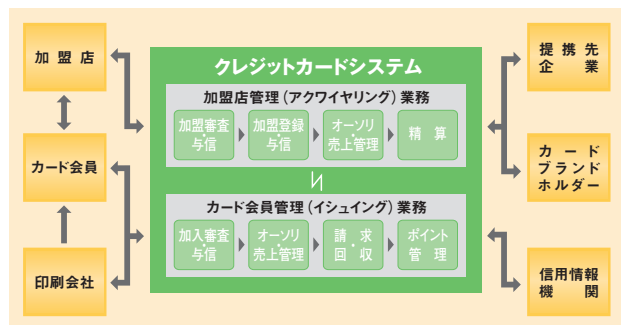 加盟店
カード会員
印刷会社
クレジットカードシステム
加盟店管理（アクワイヤリング）業務
加盟審査
・
与信
加盟登録
・
与信
オーソリ
・
売上管理
精算
カード会員管理（イシュイング）業務
加入審査
・
与信
オーソリ
・
売上管理
請求
・
回収
ポイント
管理
提携先
企業
カード
ブランド
ホルダー
信用情報
機関